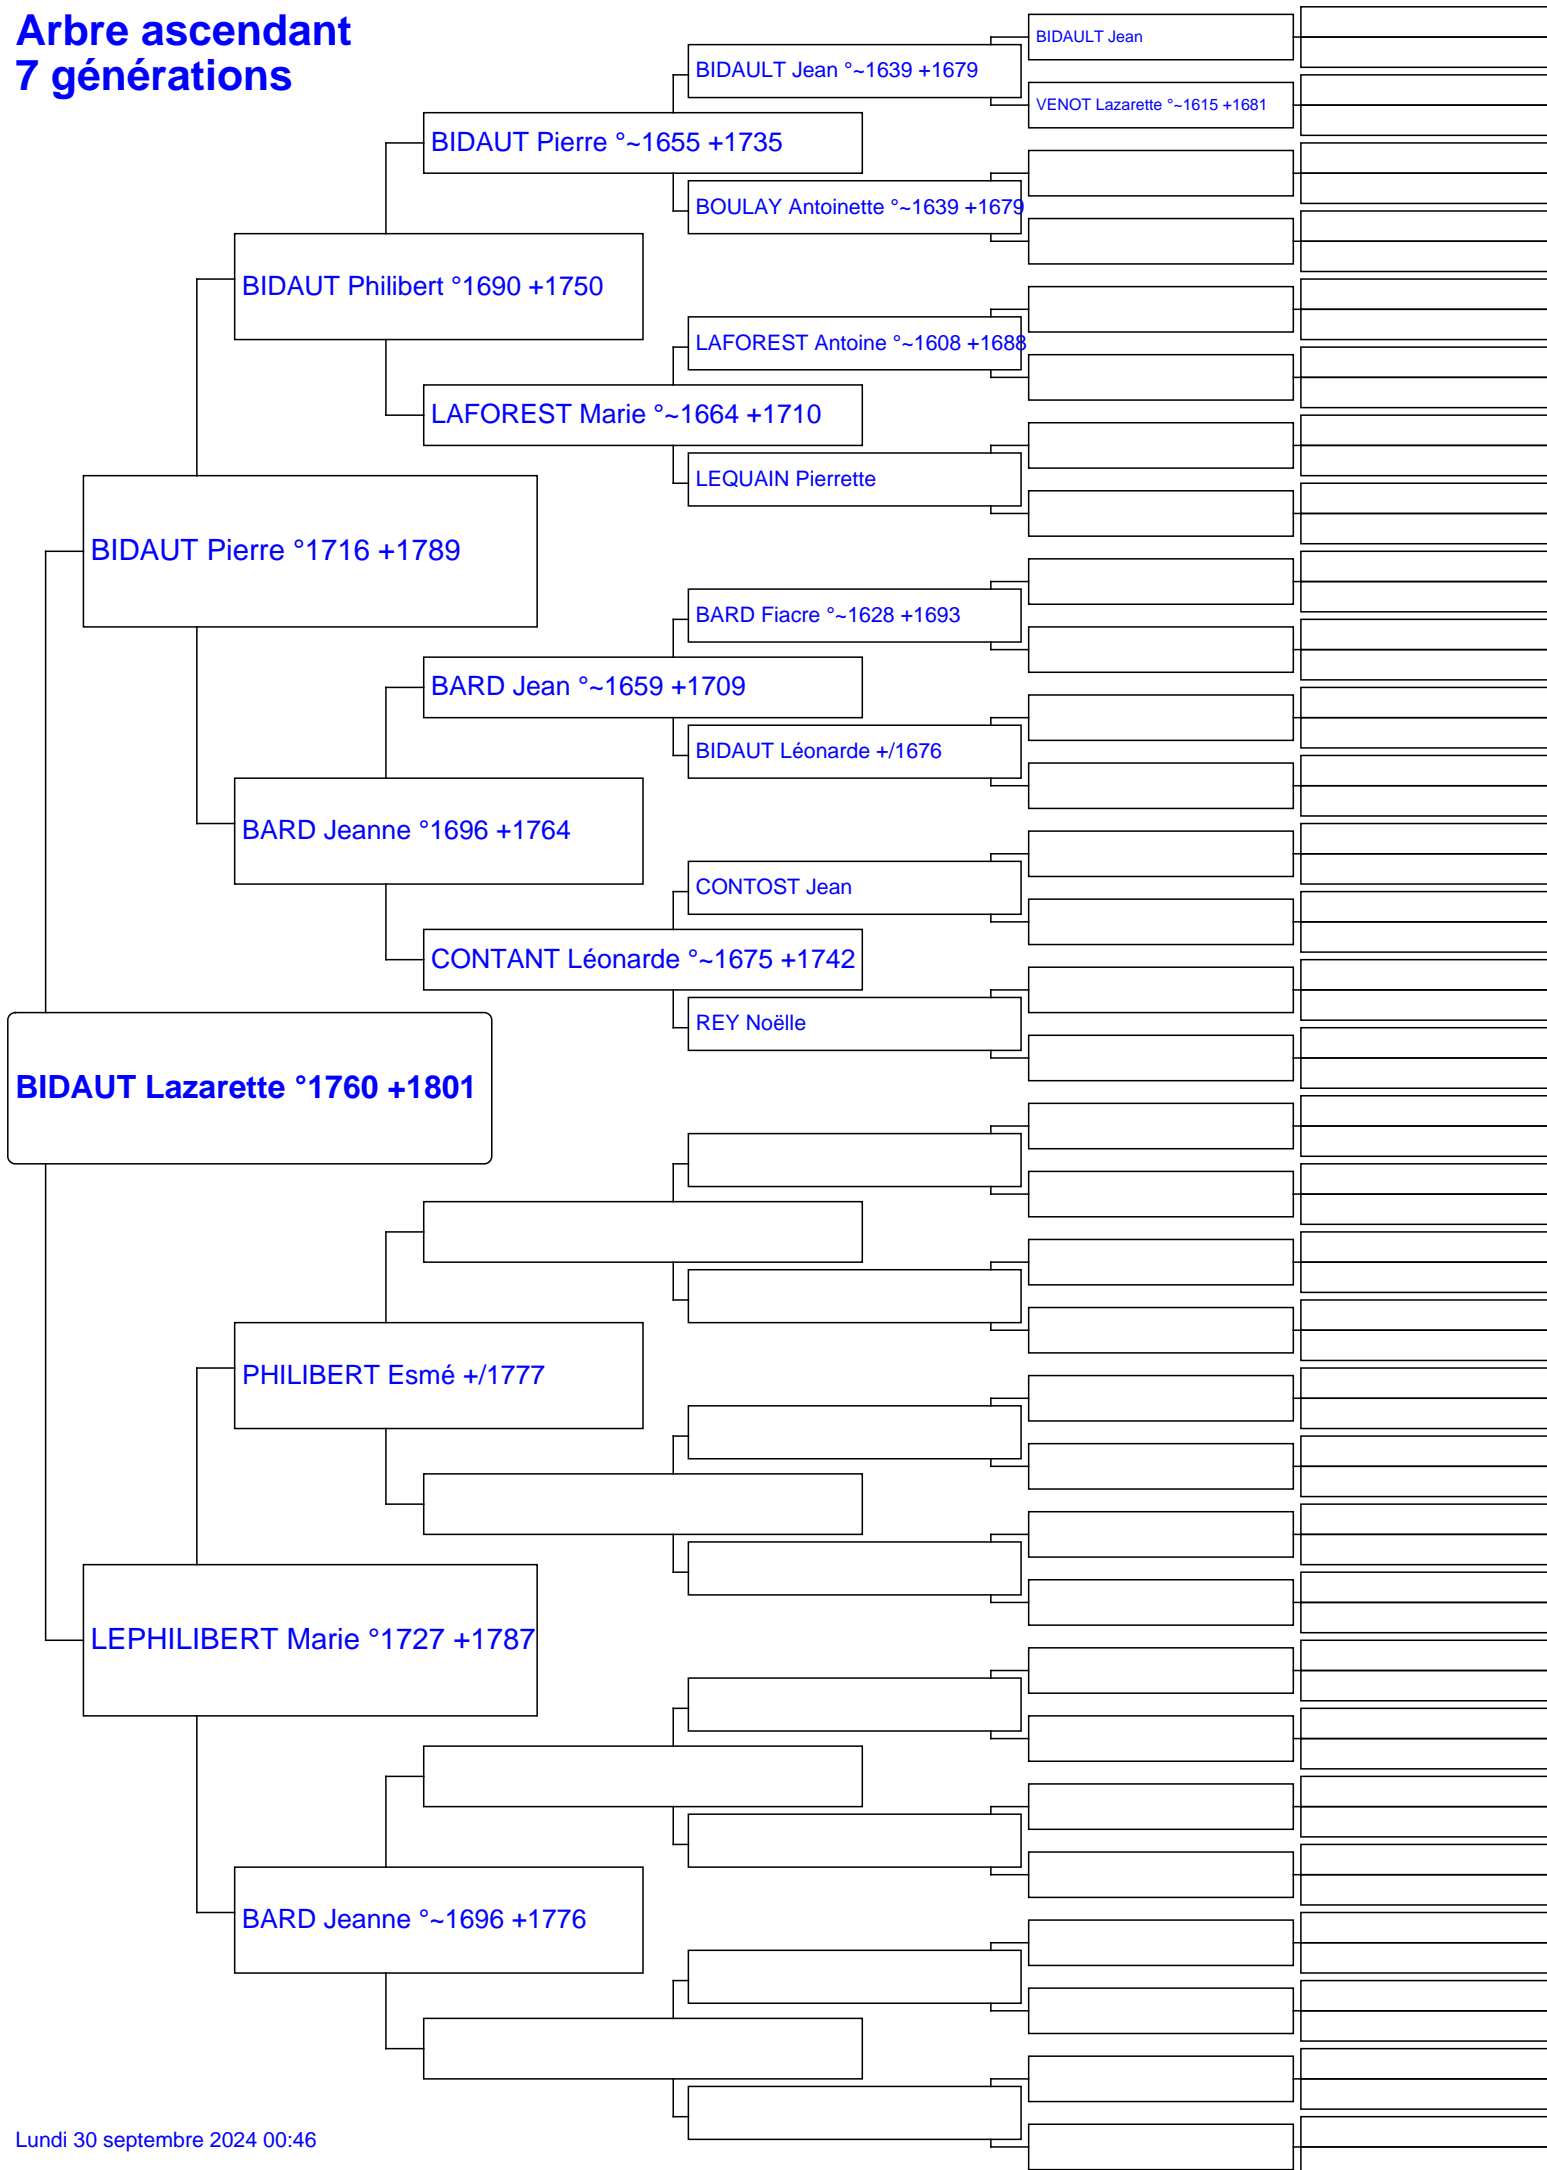 Arbre ascendant
7 générations
BIDAULT Jean
BIDAULT Jean °~1639 +1679
VENOT Lazarette °~1615 +1681
BIDAUT Pierre °~1655 +1735
BOULAY Antoinette °~1639 +1679
BIDAUT Philibert °1690 +1750
LAFOREST Antoine °~1608 +1688
LAFOREST Marie °~1664 +1710
LEQUAIN Pierrette
BIDAUT Pierre °1716 +1789
BARD Fiacre °~1628 +1693
BARD Jean °~1659 +1709
BIDAUT Léonarde +/1676
BARD Jeanne °1696 +1764
CONTOST Jean
CONTANT Léonarde °~1675 +1742
REY Noëlle
BIDAUT Lazarette °1760 +1801
PHILIBERT Esmé +/1777
LEPHILIBERT Marie °1727 +1787
BARD Jeanne °~1696 +1776
Lundi 30 septembre 2024 00:46